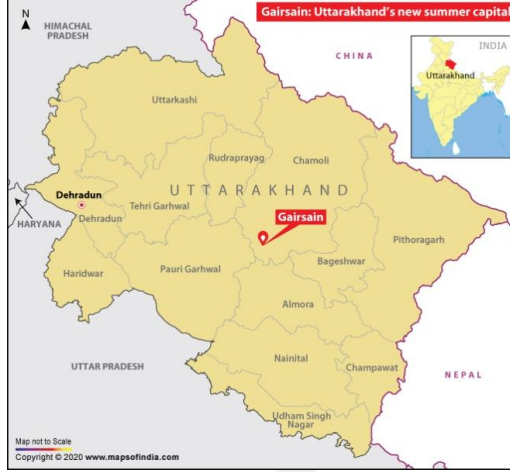 Gairsain: Uttarakhand's new summer capital
N
HIMACHAL
PRADESH
CHINA
INDIA
Uttarakhand
Uttarkashi
Rudraprayag
Chamoli
UTTARAKHAND
Dehradun
Dehradun
Tehri Garhwal
HARYANA
Gairsain
Pithoragarh
Haridwar
Pauri Garhwal
Bageshwar
Almora
UTTAR PRADESH
Nainital
Champawat
NEPAL
Udham Singh
Nagar
Map not to Scale
Copyright © 2020 www.mapsofindia.com